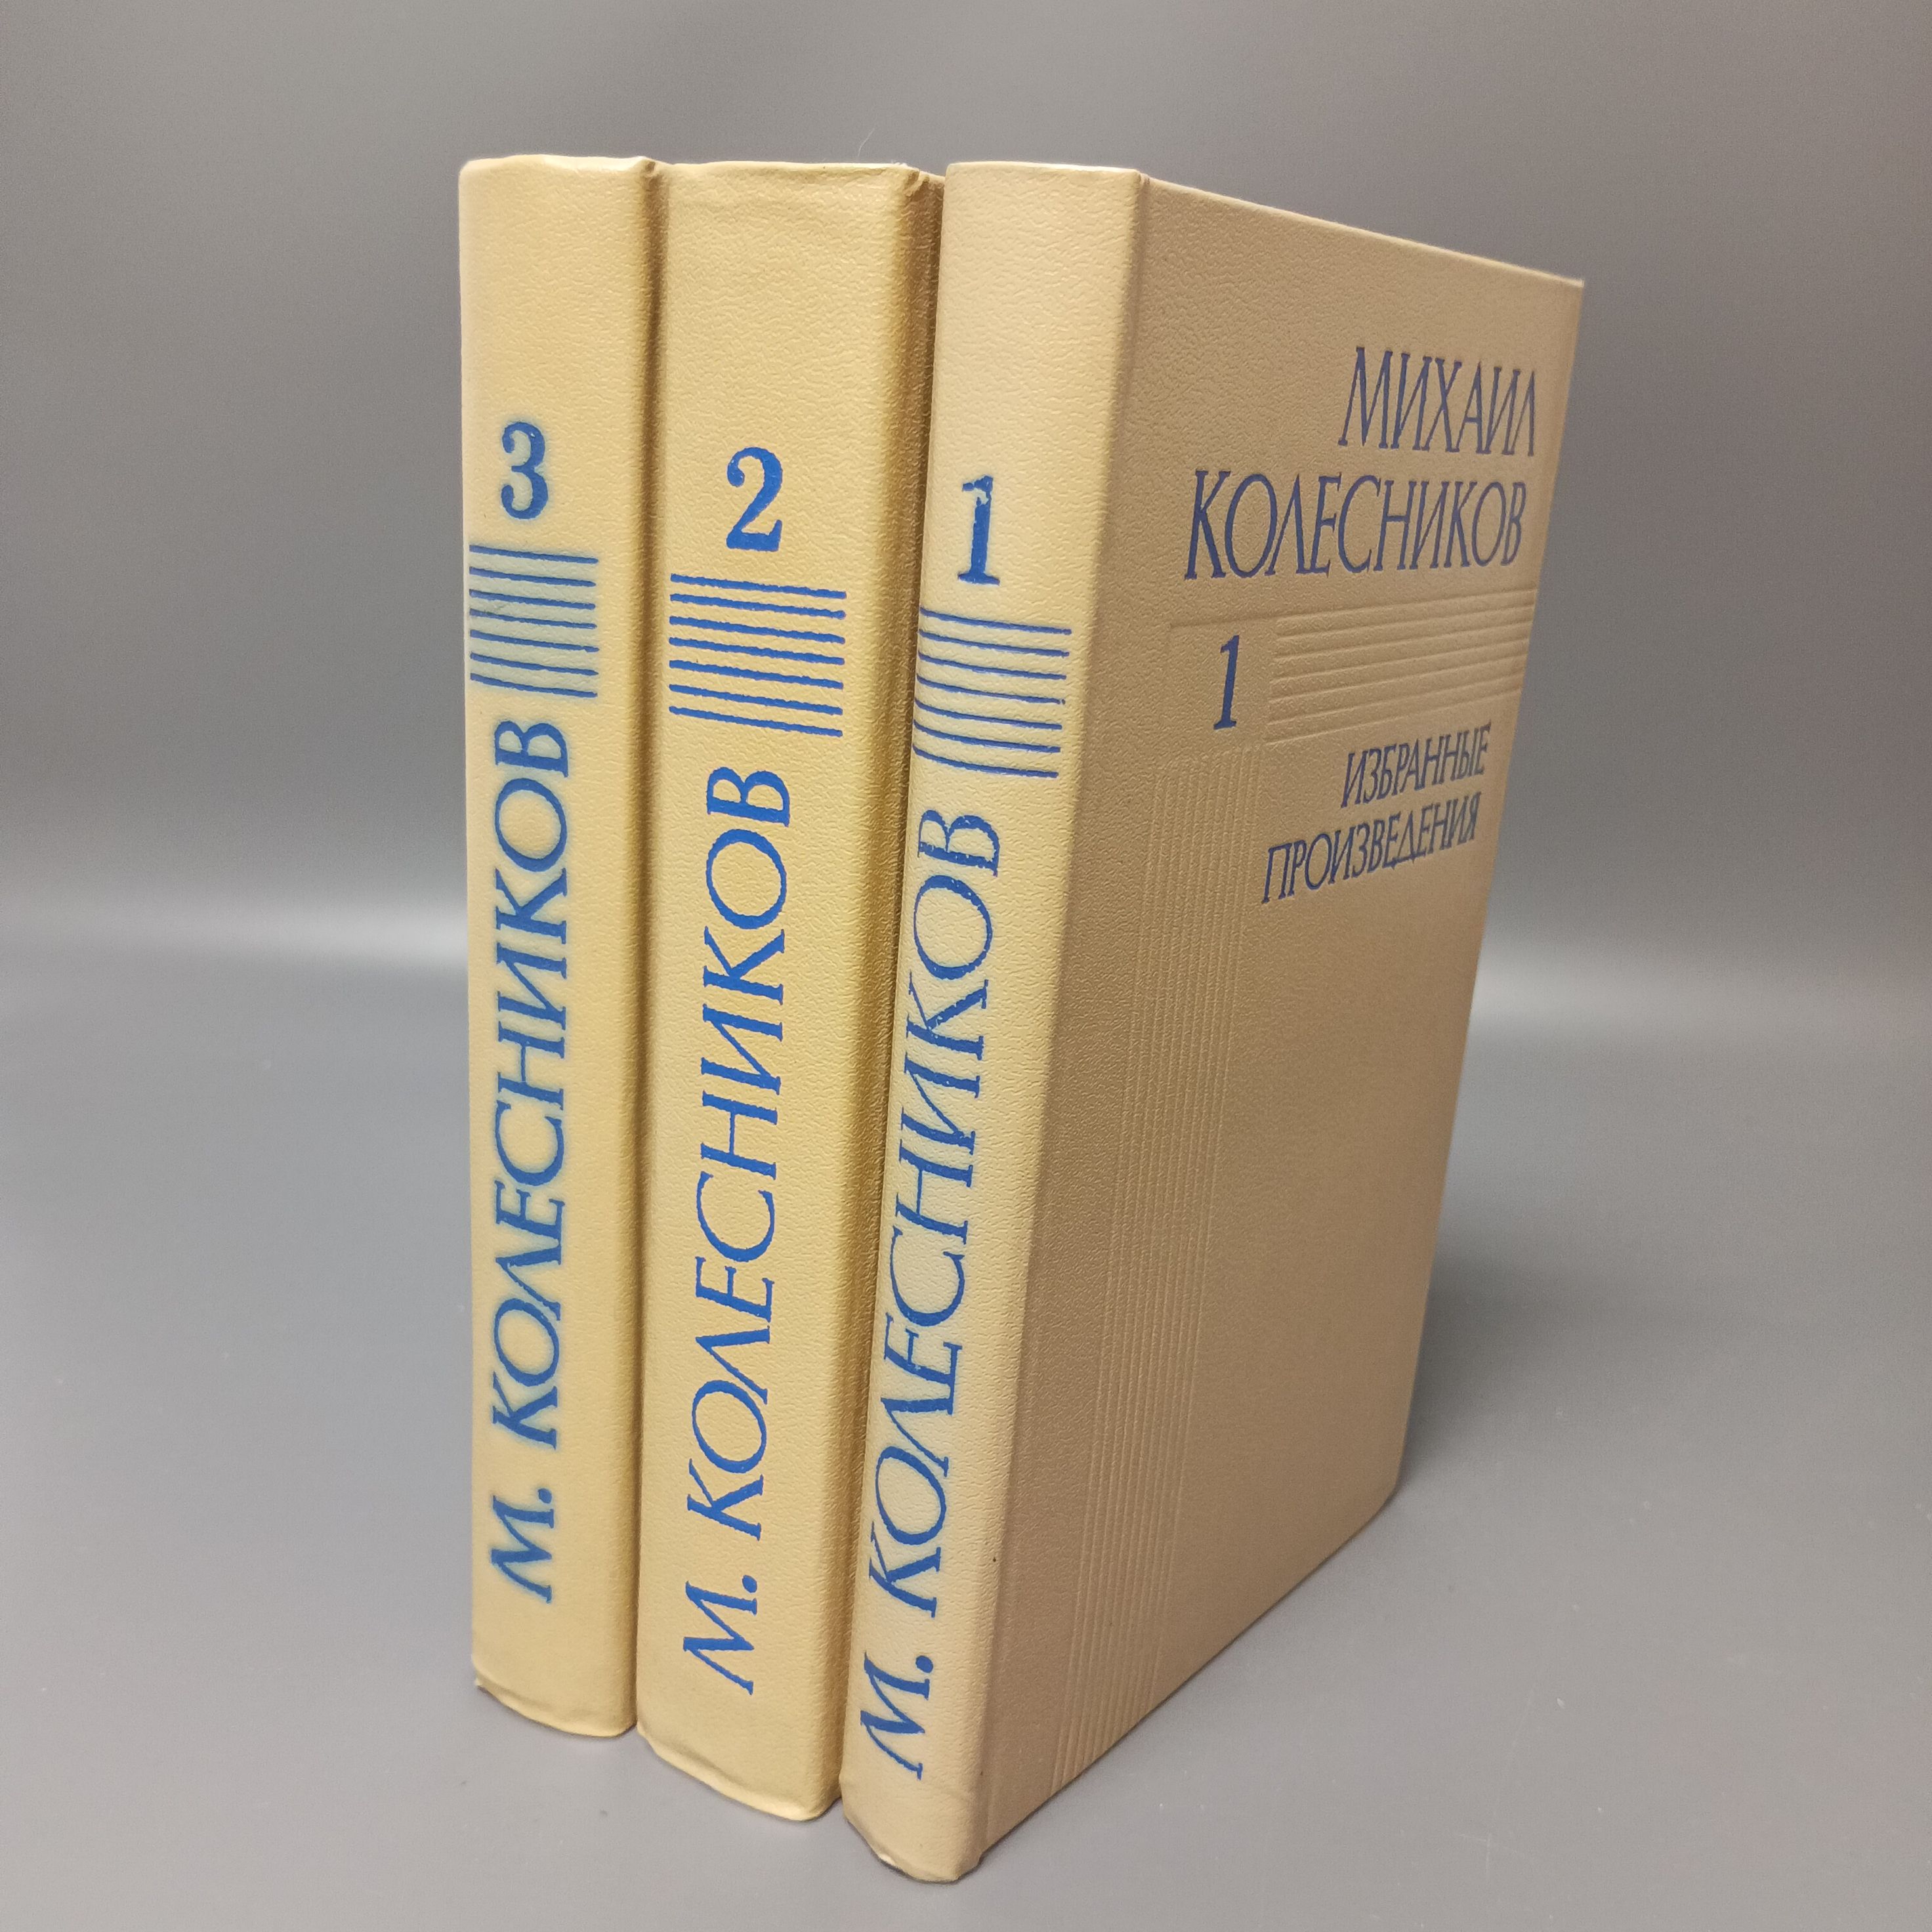 3
М. КОЛЕСНИКОВ
2
М. КОЛЕСНИКОВ
1
М. КОЛЕСНИКОВ
МИХАИЛ
КОЛЕСНИКОВ
1
ИЗБРАННЫЕ
ПРОИЗВЕДЕНИЯ